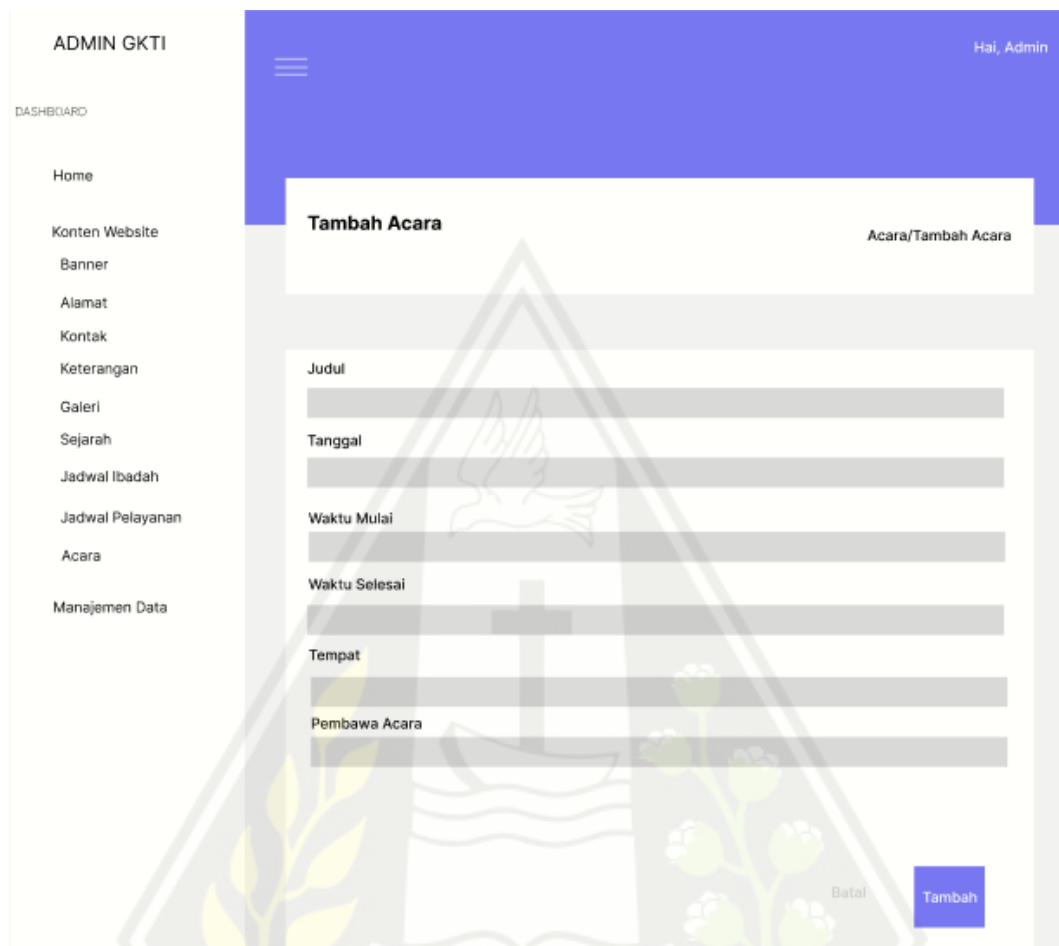 ADMIN GKTI
Hai, Admin
DASHBOARD
Home
Konten Website
Banner
Alamat
Kontak
Keterangan
Galeri
Sejarah
Jadwal Ibadah
Jadwal Pelayanan
Acara
Manajemen Data
Tambah Acara
Acara/Tambah Acara
Judul
Tanggal
Waktu Mulai
Waktu Selesai
Tempat
Pembawa Acara
Batal
Tambah